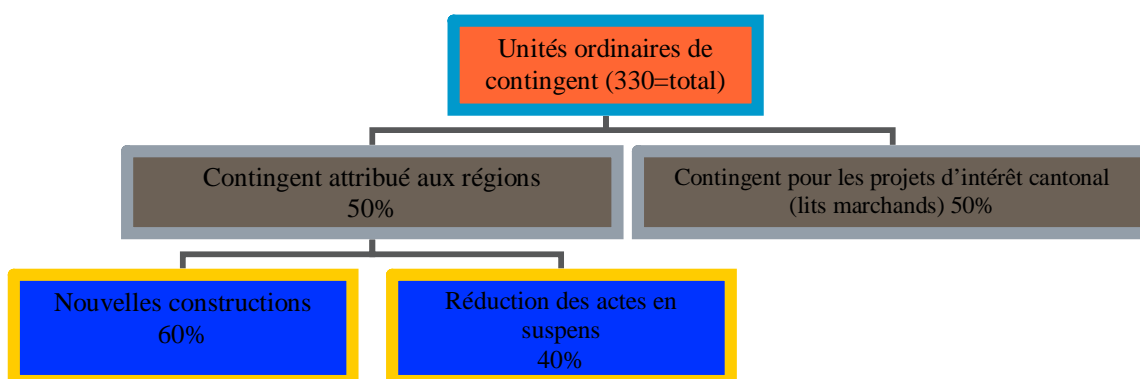 Unités ordinaires de
contingent (330=total)
Contingent attribué aux régions
50%
Contingent pour les projets d’intérêt cantonal
(lits marchands) 50%
Nouvelles constructions
60%
Réduction des actes en
suspens
40%